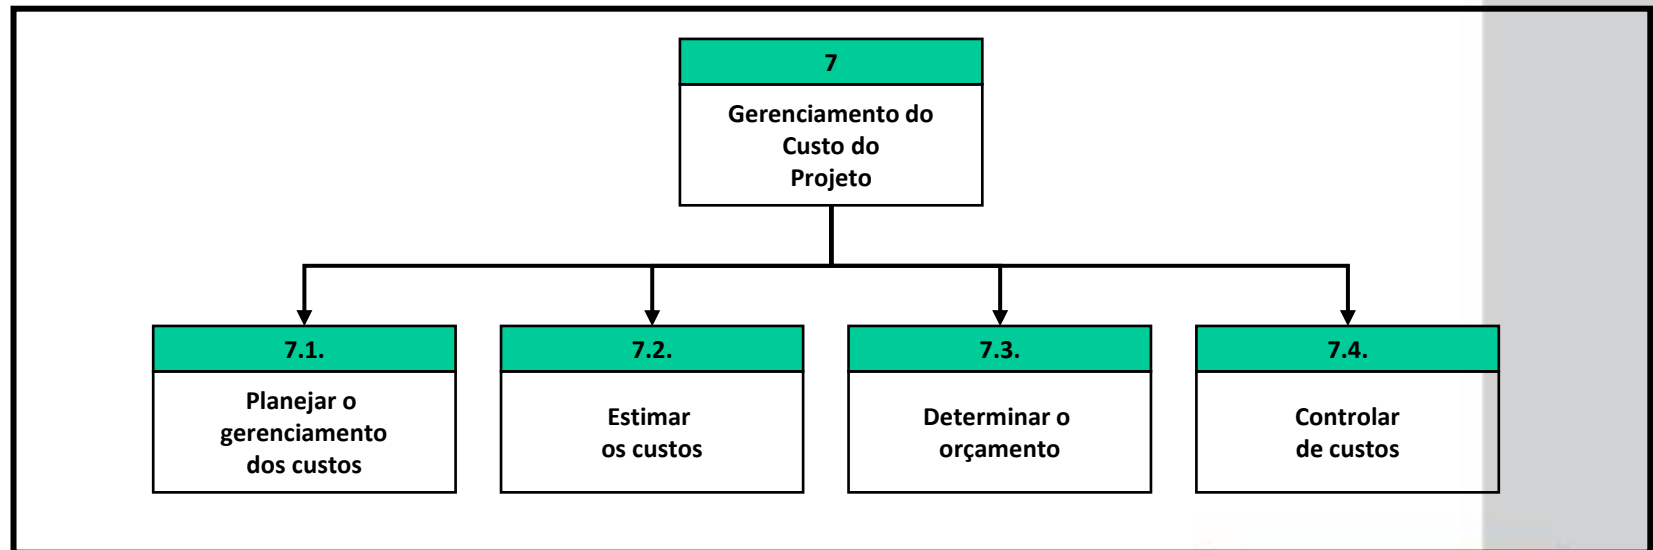 7
Gerenciamento do
Custo do
Projeto
7.1.
Planejar o
gerenciamento
dos custos
7.2.
Estimar
os custos
7.3.
Determinar o
orçamento
7.4.
Controlar
de custos